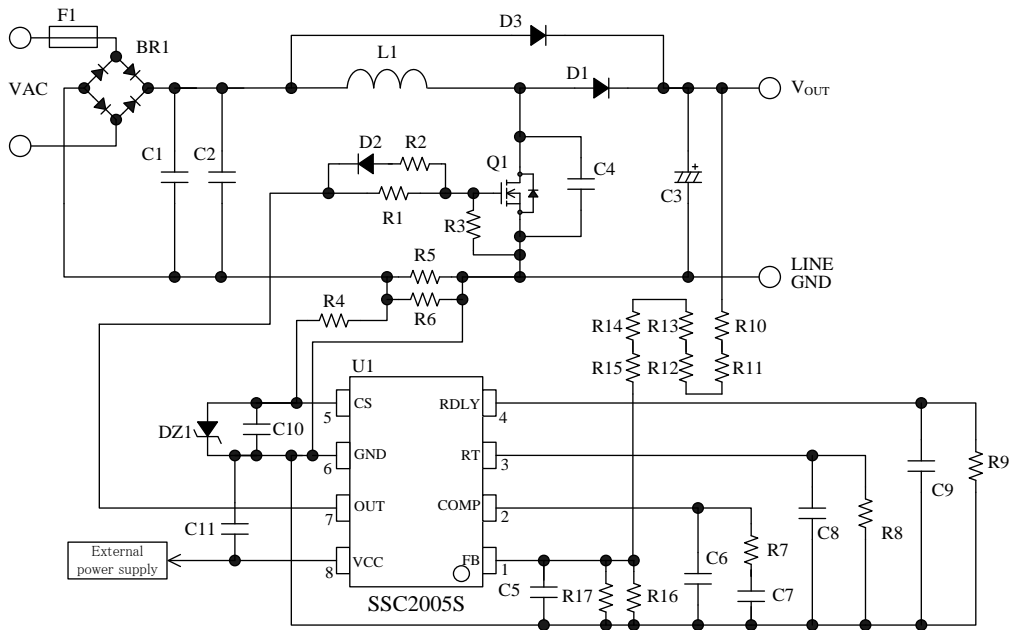 F1
BR1
VAC
D3
L1
D1
VOUT
C1
C2
D2
R2
R1
Q1
R3
C4
+
C3
R5
R6
R4
LINE
GND
R14
R13
R10
R15
R12
R11
U1
CS
5
RDLY
4
DZ1
C10
GND
6
RT
3
C9
R9
OUT
7
COMP
2
C11
C8
R8
External
power supply
VCC
8
FB
1
C5
R17
R16
C6
R7
C7
SSC2005S